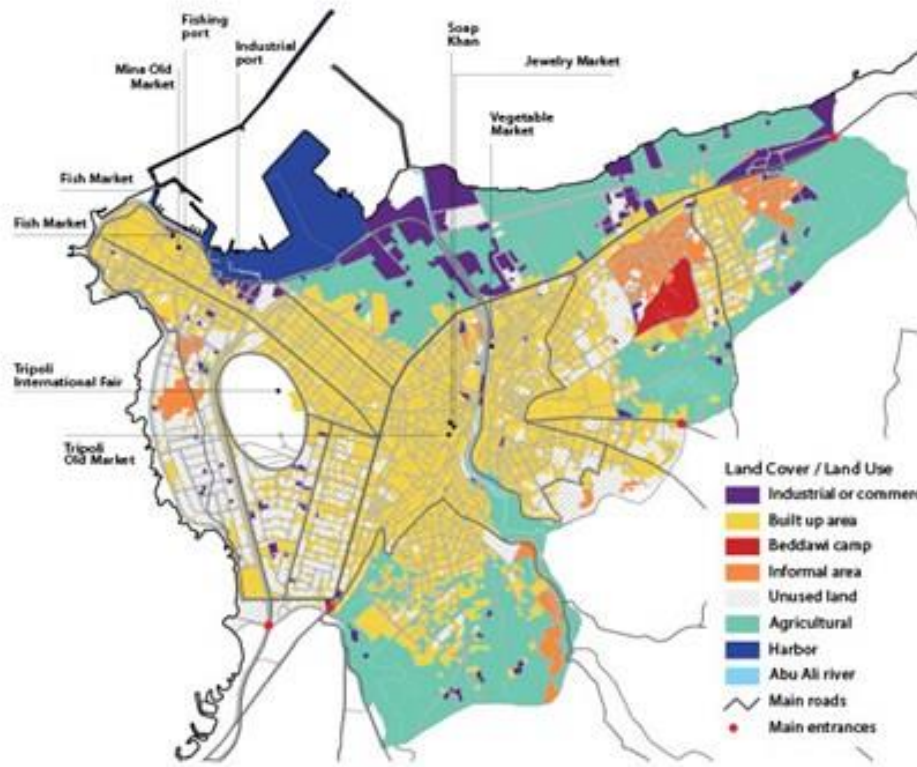 Fishing
port
Industrial
port
Mina Old
Market
Fish Market
Fish Market
Soap
Khan
Jewelry Market
Vegetable
Market
Tripoli
International Fair
Tripoli
Old Market
Land Cover / Land Use
Industrial or commerc
Built up area
Beddawi camp
Informal area
Unused land
Agricultural
Harbor
Abu Ali river
Main roads
Main entrances